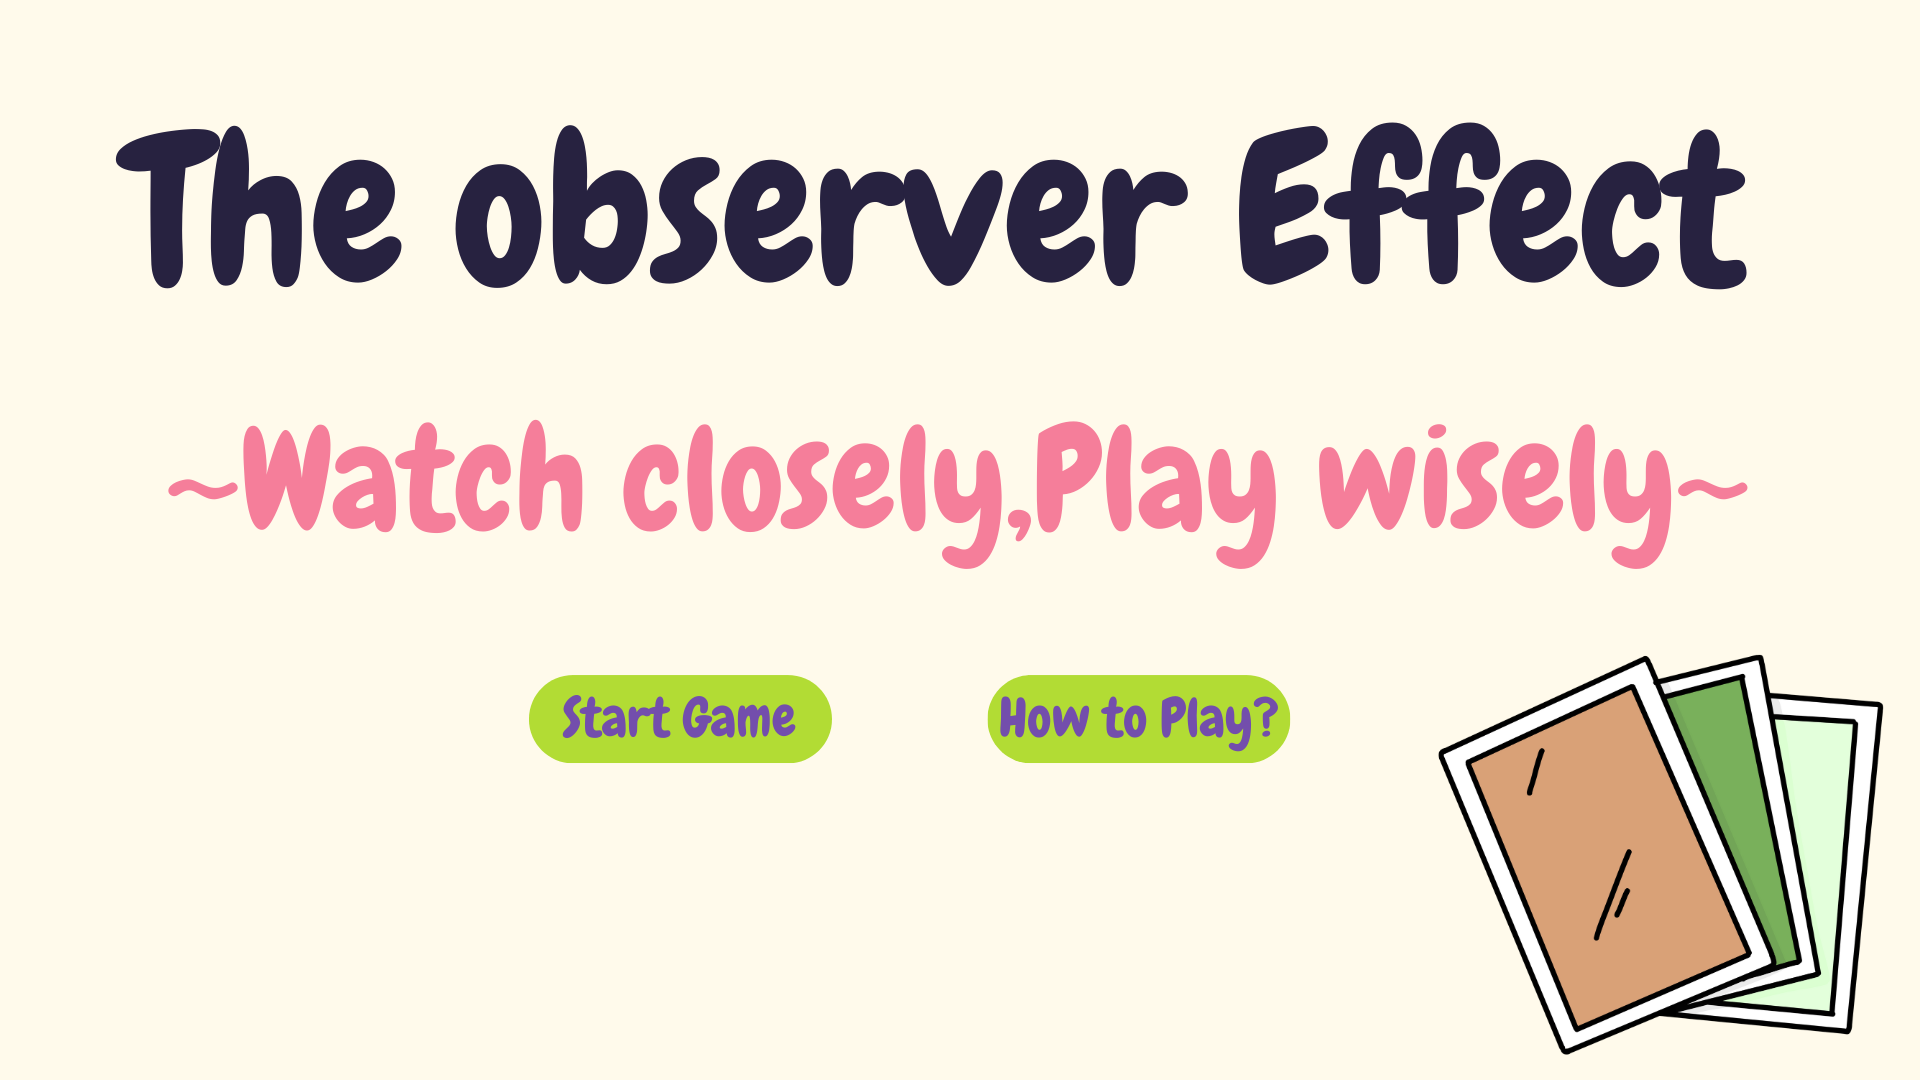 The observer Effect
~Watch closely,Play wisely~
Start Game
How to Play?